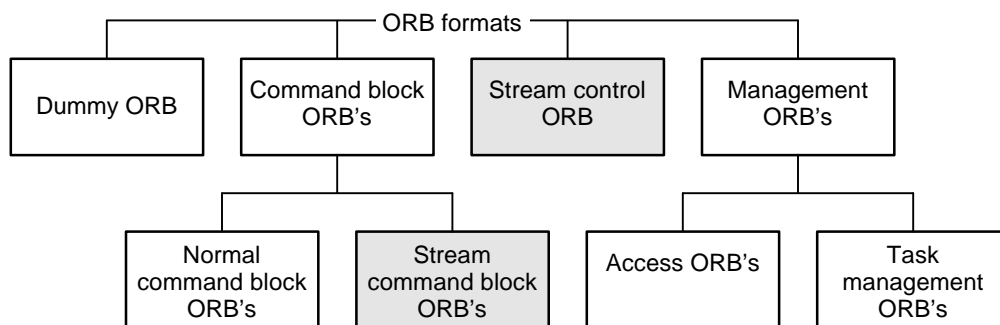 ORB formats
Dummy ORB
Command block
ORB's
Stream control
ORB
Management
ORB's
Normal
command block
ORB's
Stream
command block
ORB's
Access ORB's
Task
management
ORB's